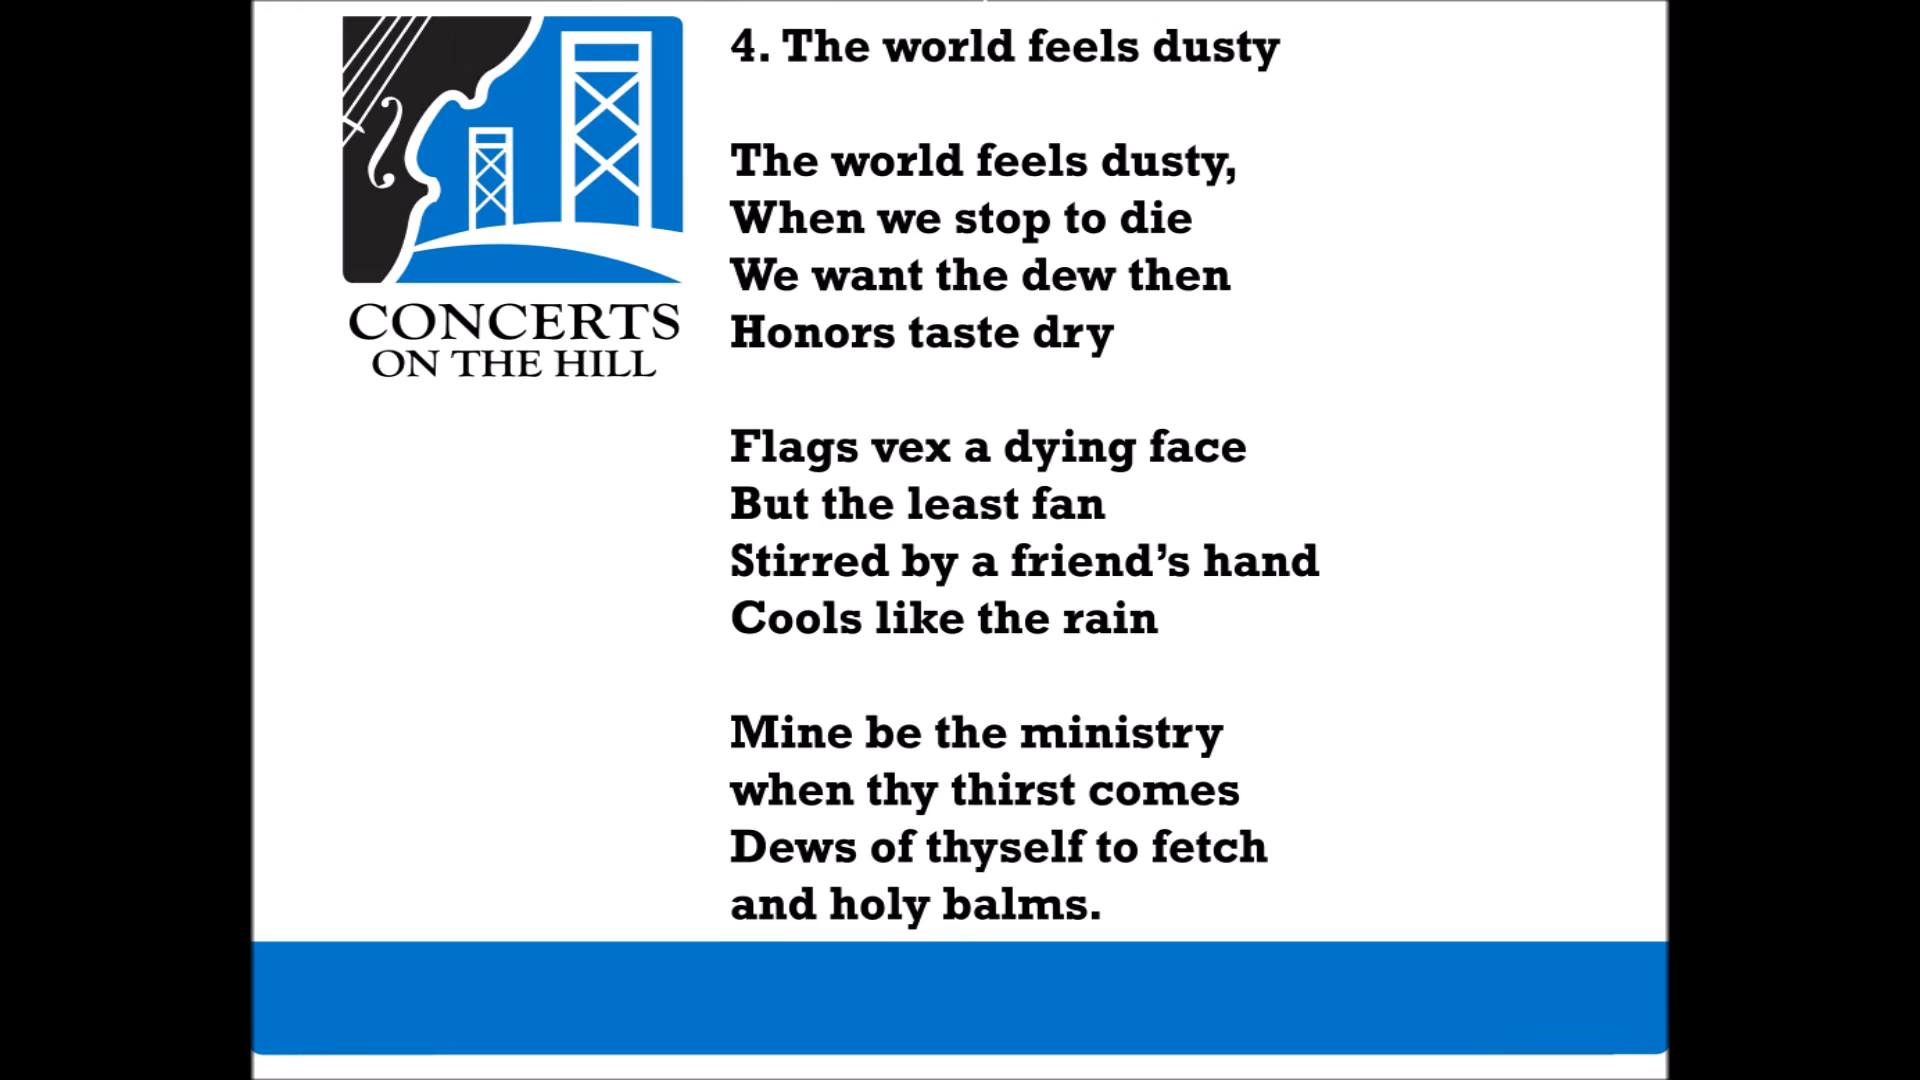 CONCERTS
ON THE HILL
4. The world feels dusty
The world feels dusty,
When we stop to die
We want the dew then
Honors taste dry
Flags vex a dying face
But the least fan
Stirred by a friend’s hand
Cools like the rain
Mine be the ministry
when thy thirst comes
Dews of thyself to fetch
and holy balms.